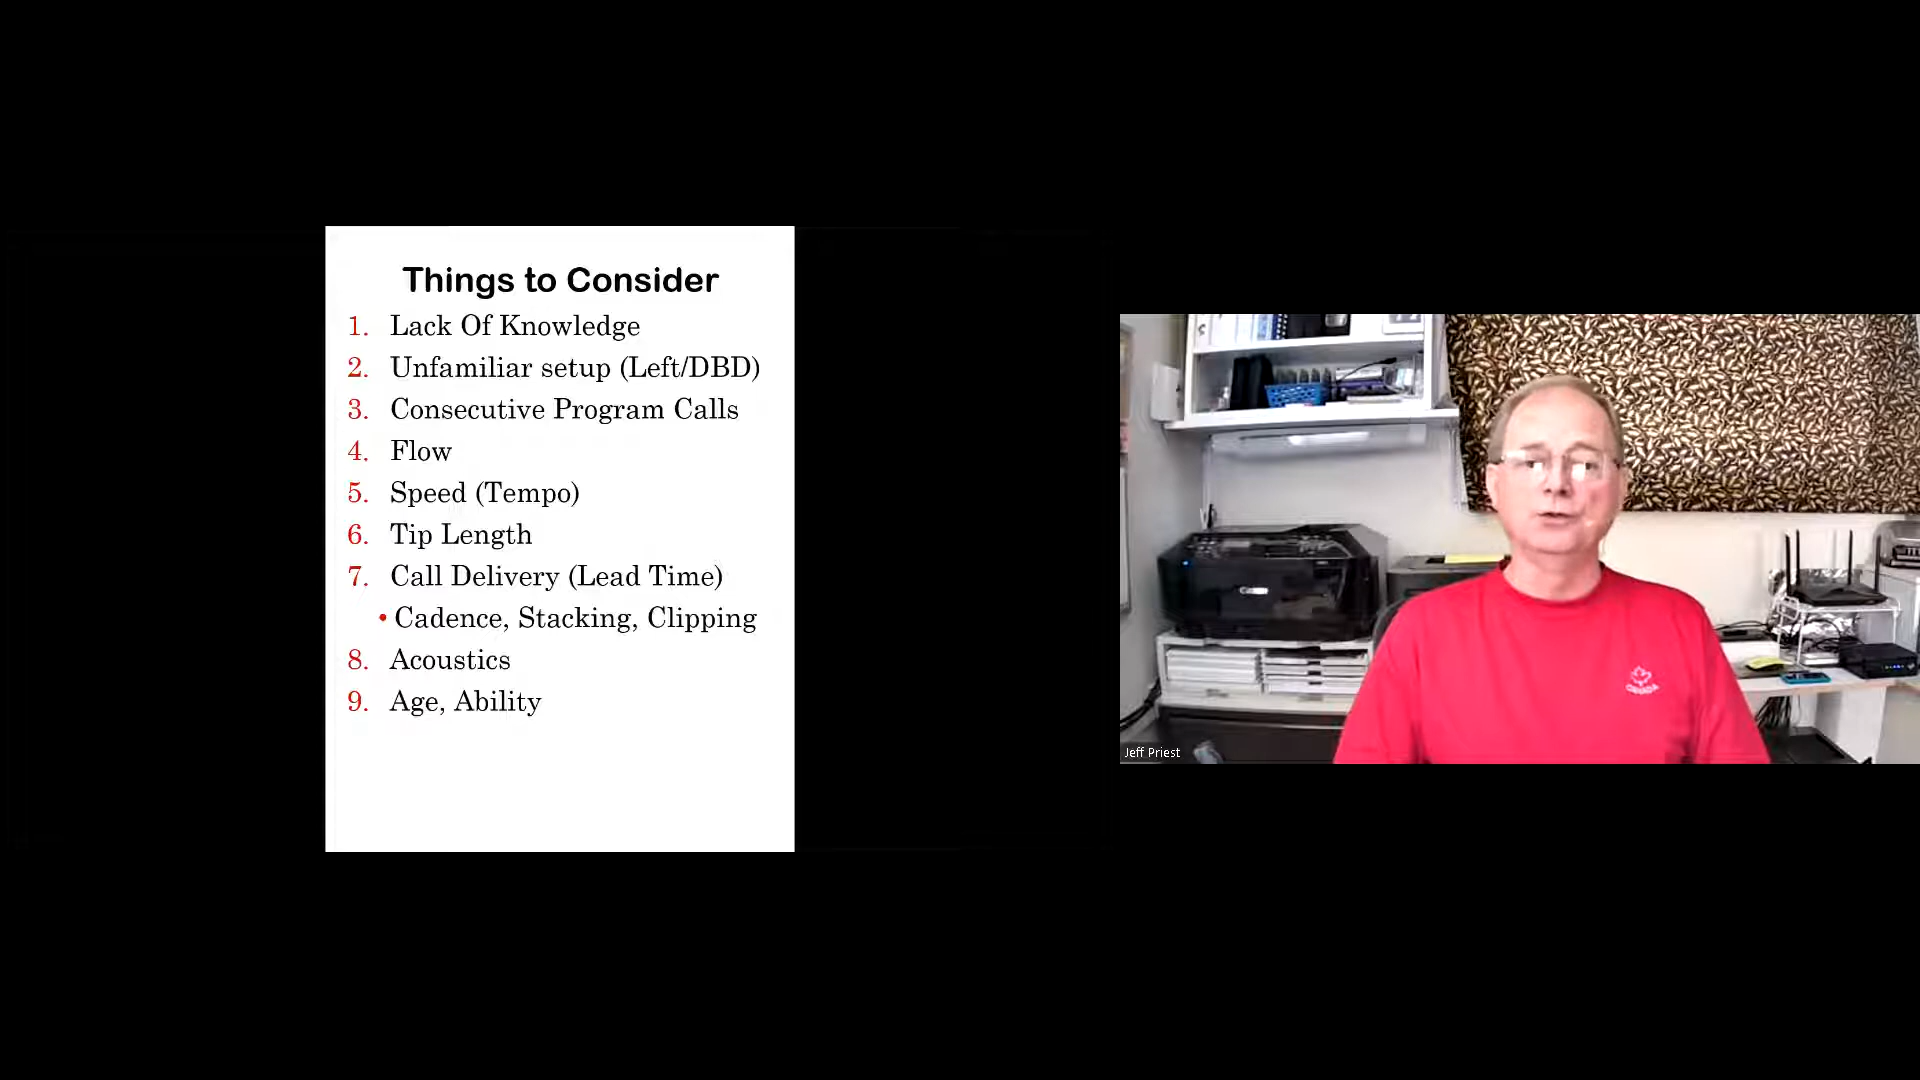 Things to Consider
1. Lack Of Knowledge
2. Unfamiliar setup (Left/DBD)
3. Consecutive Program Calls
4. Flow
5. Speed (Tempo)
6. Tip Length
7. Call Delivery (Lead Time)
• Cadence, Stacking, Clipping
8. Acoustics
9. Age, Ability
Canon
CANADA
Jeff Priest